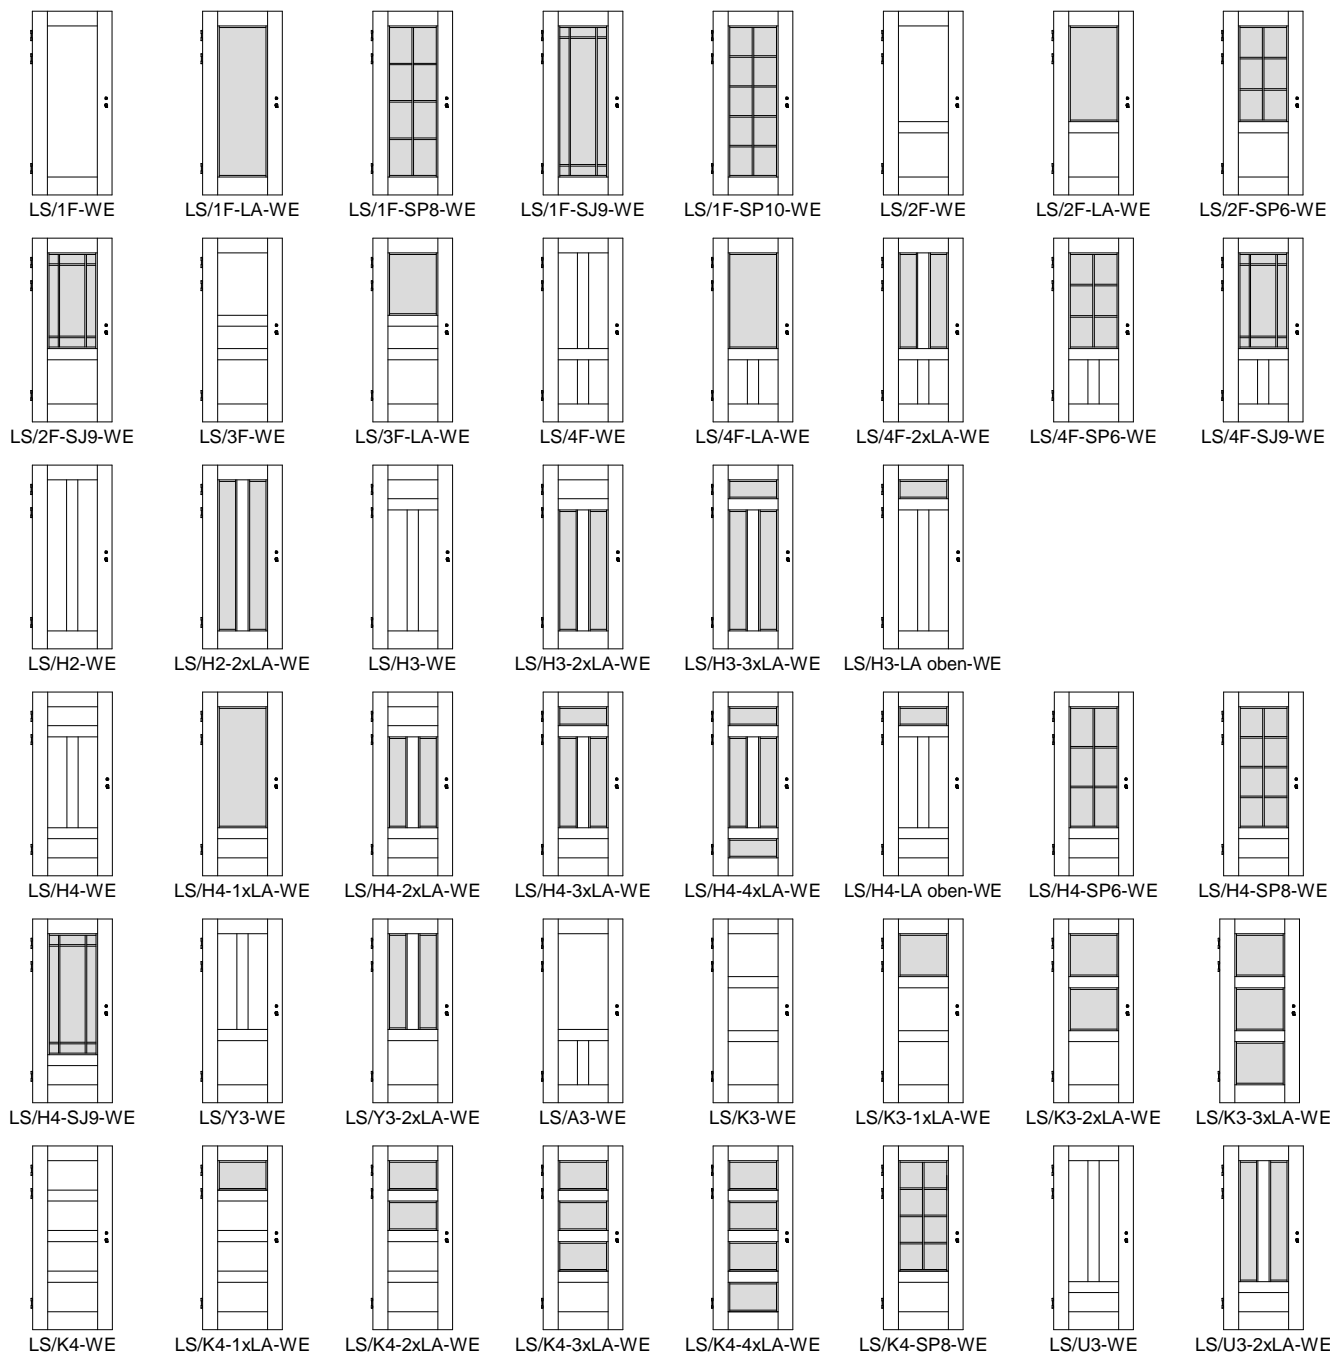 LS/1F-WE LS/1F-LA-WE LS/1F-SP8-WE LS/1F-SJ9-WE LS/1F-SP10-WE LS/2F-WE LS/2F-LA-WE LS/2F-SP6-WE
LS/2F-SJ9-WE LS/3F-WE LS/3F-LA-WE LS/4F-WE LS/4F-LA-WE LS/4F-2xLA-WE LS/4F-SP6-WE LS/4F-SJ9-WE
LS/H2-WE LS/H2-2xLA-WE LS/H3-WE LS/H3-2xLA-WE LS/H3-3xLA-WE LS/H3-LA oben-WE
LS/H4-WE LS/H4-1xLA-WE LS/H4-2xLA-WE LS/H4-3xLA-WE LS/H4-4xLA-WE LS/H4-LA oben-WE LS/H4-SP6-WE LS/H4-SP8-WE
LS/H4-SJ9-WE LS/Y3-WE LS/Y3-2xLA-WE LS/A3-WE LS/K3-WE LS/K3-1xLA-WE LS/K3-2xLA-WE LS/K3-3xLA-WE
LS/K4-WE LS/K4-1xLA-WE LS/K4-2xLA-WE LS/K4-3xLA-WE LS/K4-4xLA-WE LS/K4-SP8-WE LS/U3-WE LS/U3-2xLA-WE